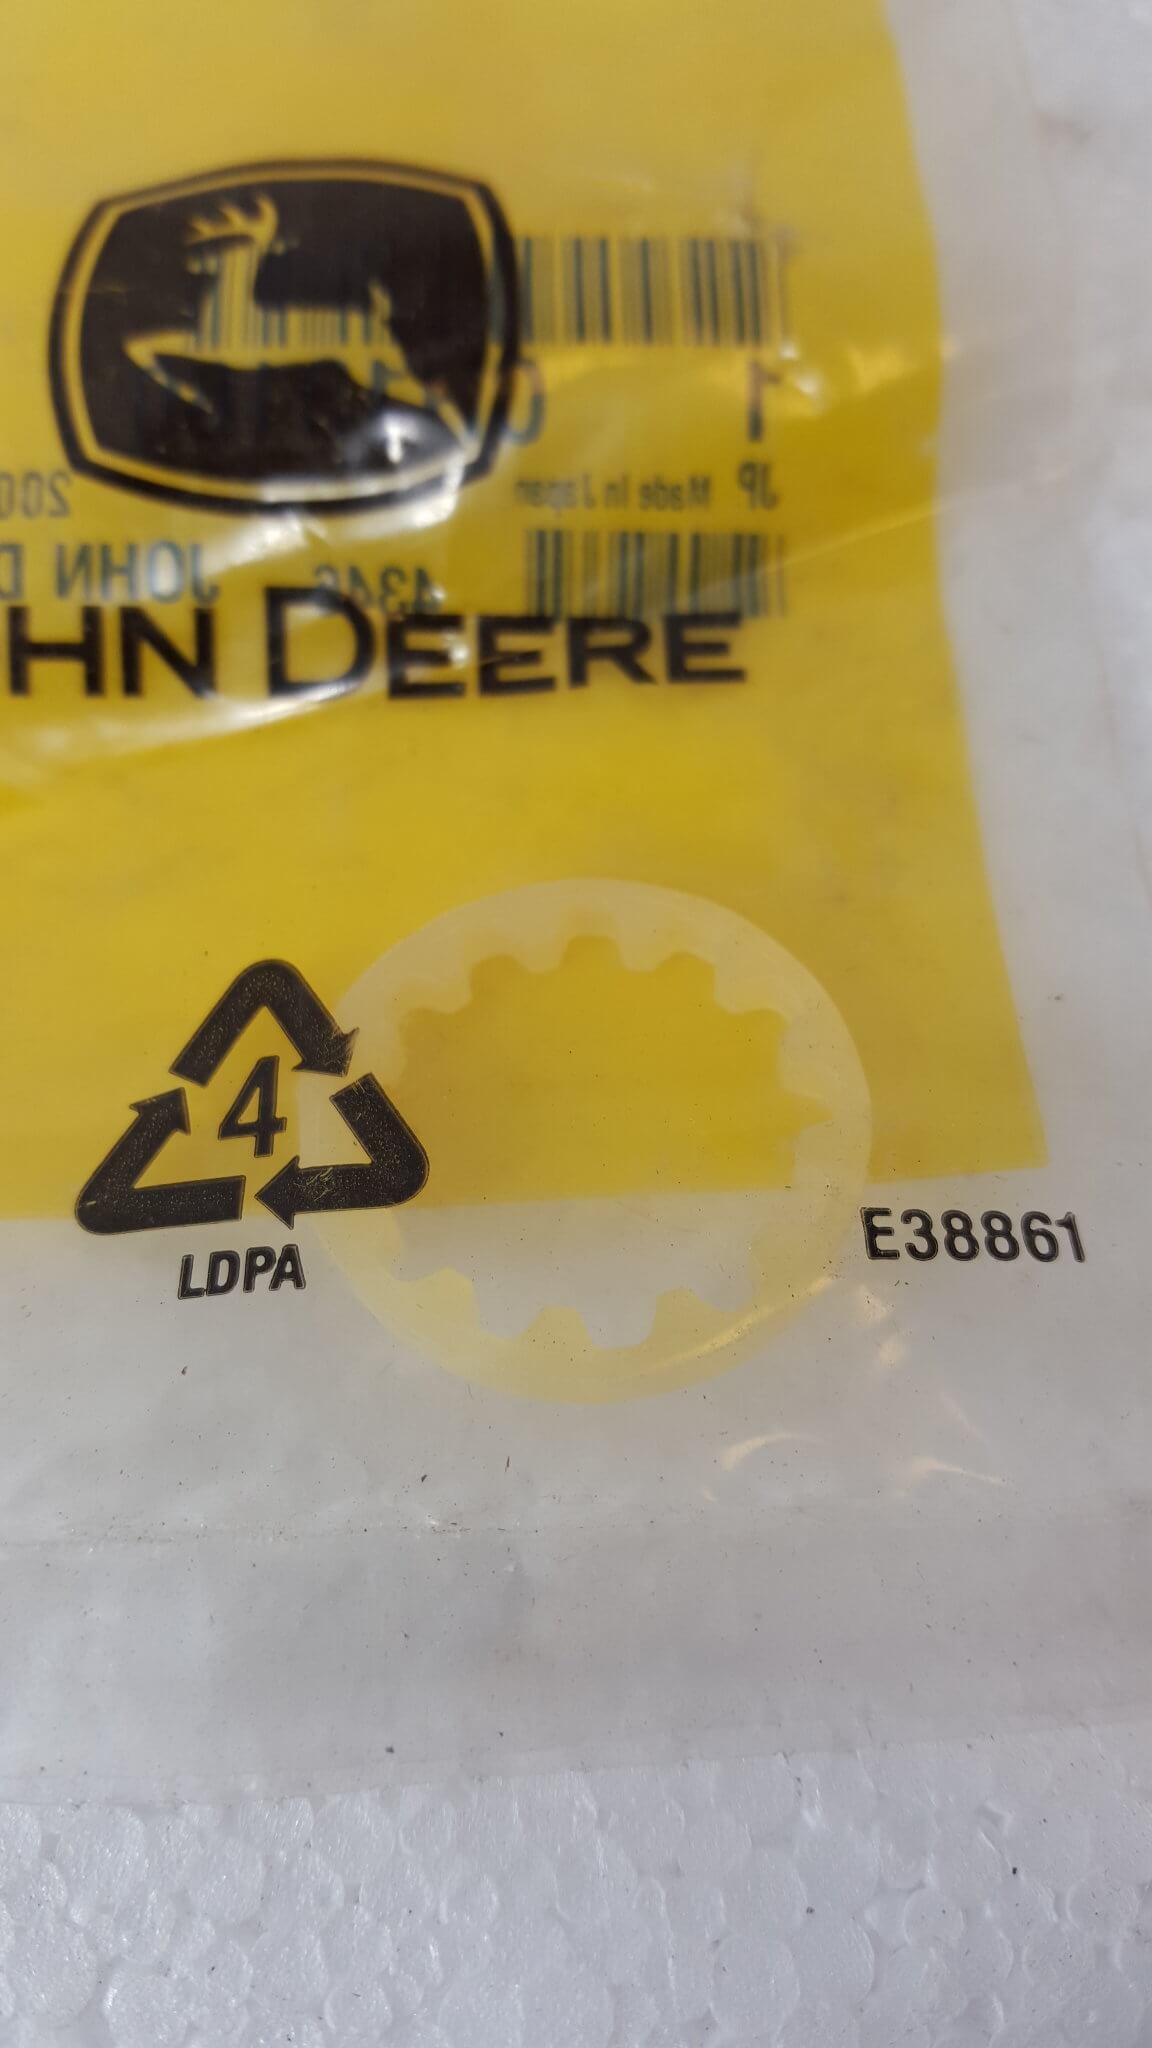 1
JP Made in Japan
JOHN D 4346
HN DEERE
4
LDPA
E38861